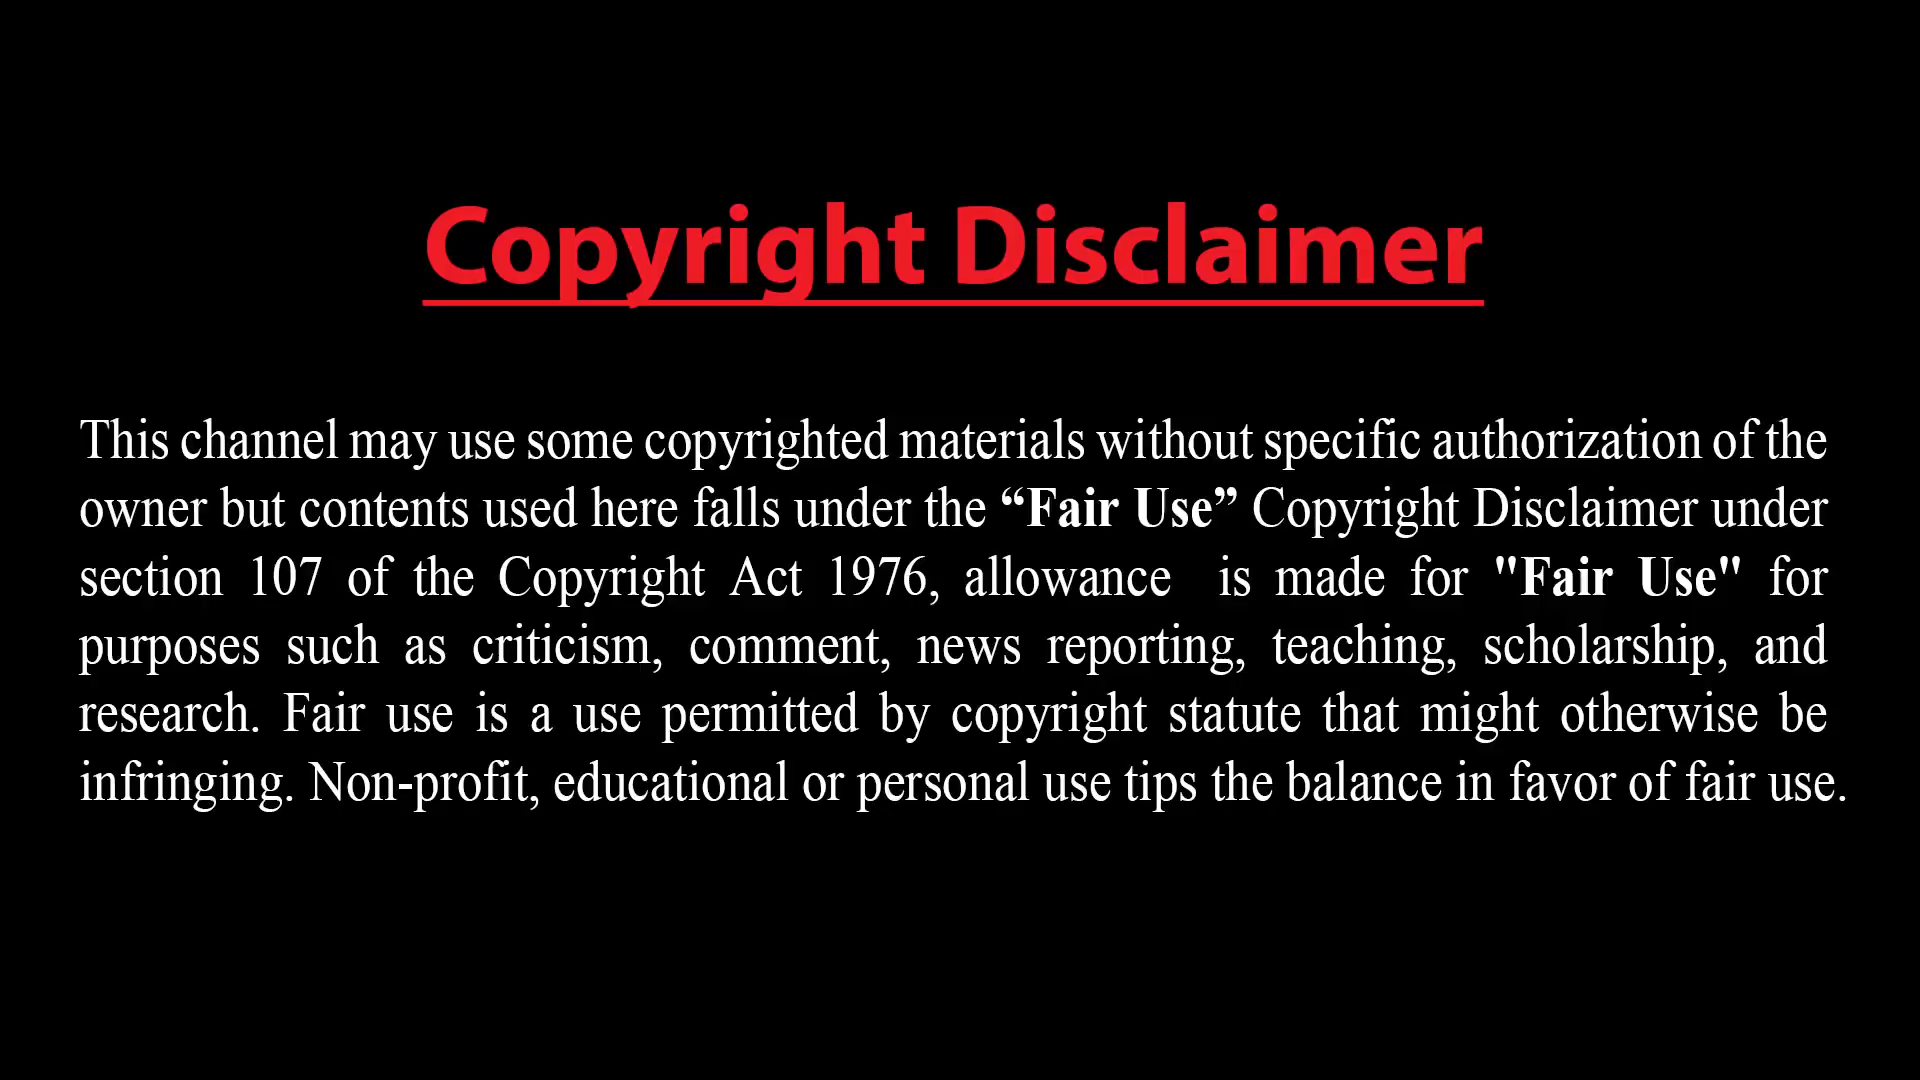 Copyright Disclaimer
This channel may use some copyrighted materials without specific authorization of the
owner but contents used here falls under the “Fair Use” Copyright Disclaimer under
section 107 of the Copyright Act 1976, allowance is made for "Fair Use" for
purposes such as criticism, comment, news reporting, teaching, scholarship, and
research. Fair use is a use permitted by copyright statute that might otherwise be
infringing. Non-profit, educational or personal use tips the balance in favor of fair use.